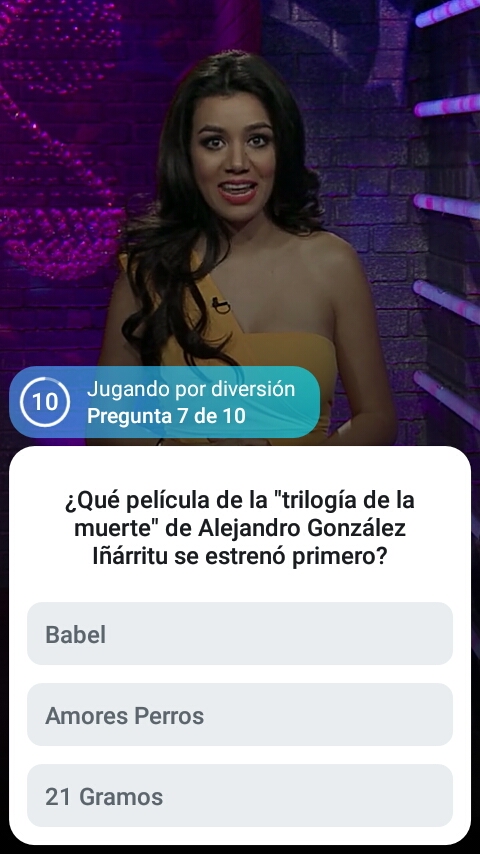 10
Jugando por diversión
Pregunta 7 de 10
¿Qué película de la "trilogía de la
muerte" de Alejandro González
Iñárritu se estrenó primero?
Babel
Amores Perros
21 Gramos